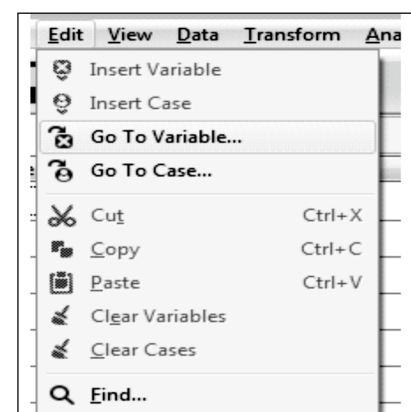 Edit View Data Transform Ana
Insert Variable
Insert Case
Go To Variable...
Go To Case...
Cut Ctrl+X
Copy Ctrl+C
Paste Ctrl+V
Clear Variables
Clear Cases
Find...